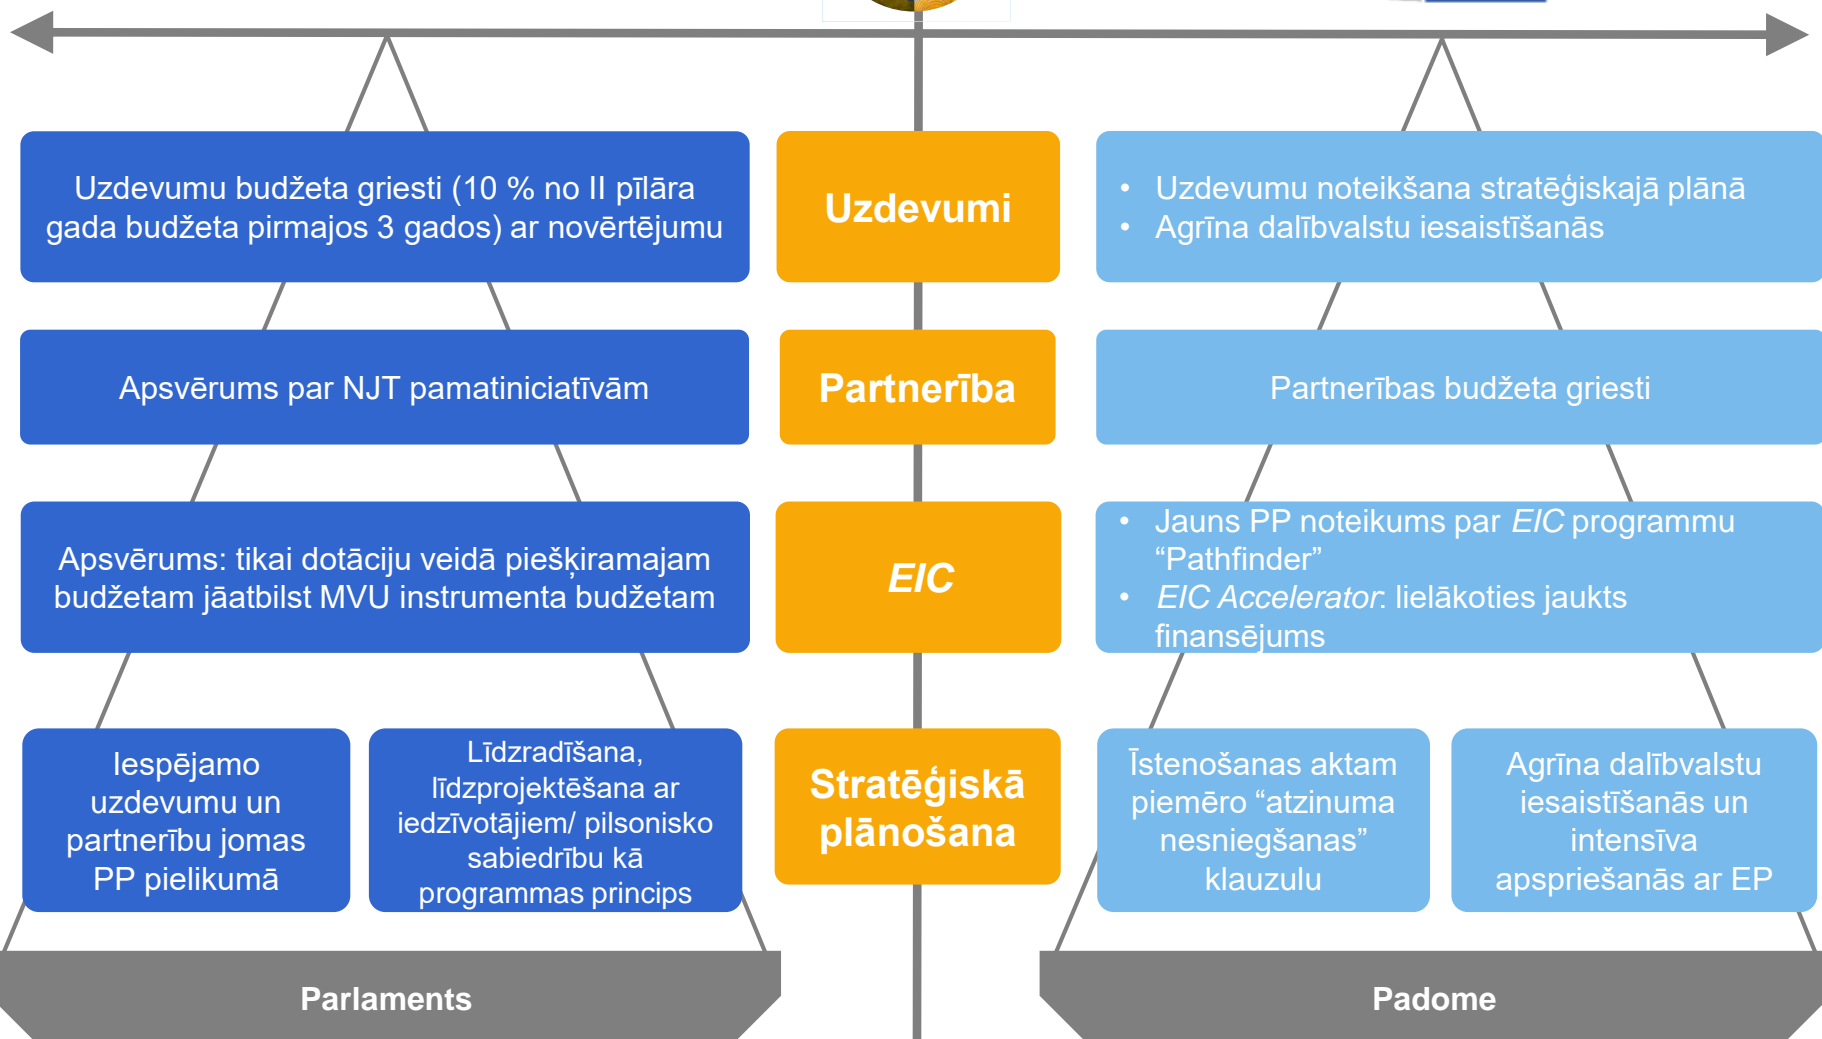 Uzdevumu budžeta griesti (10 % no II pīlāra
gada budžeta pirmajos 3 gados) ar novērtējumu
Uzdevumi
• Uzdevumu noteikšana stratēģiskajā plānā
• Agrīna dalībvalstu iesaistīšanās
Apsvērums par NJT pamatiniciatīvām
Partnerība
Partnerības budžeta griesti
Apsvērums: tikai dotāciju veidā piešķiramajam
budžetam jāatbilst MVU instrumenta budžetam
EIC
• Jauns PP noteikums par EIC programmu
“Pathfinder”
• EIC Accelerator: lielākoties jaukts
finansējums
Iespējamo
uzdevumu un
partnerību jomas
PP pielikumā
Līdzradīšana,
līdzprojektēšana ar
iedzīvotājiem/ pilsonisko
sabiedrību kā
programmas princips
Stratēģiskā
plānošana
Īstenošanas aktam
piemēro “atzinuma
nesniegšanas”
klauzulu
Agrīna dalībvalstu
iesaistīšanās un
intensīva
apspriešanās ar EP
Parlaments
Padome